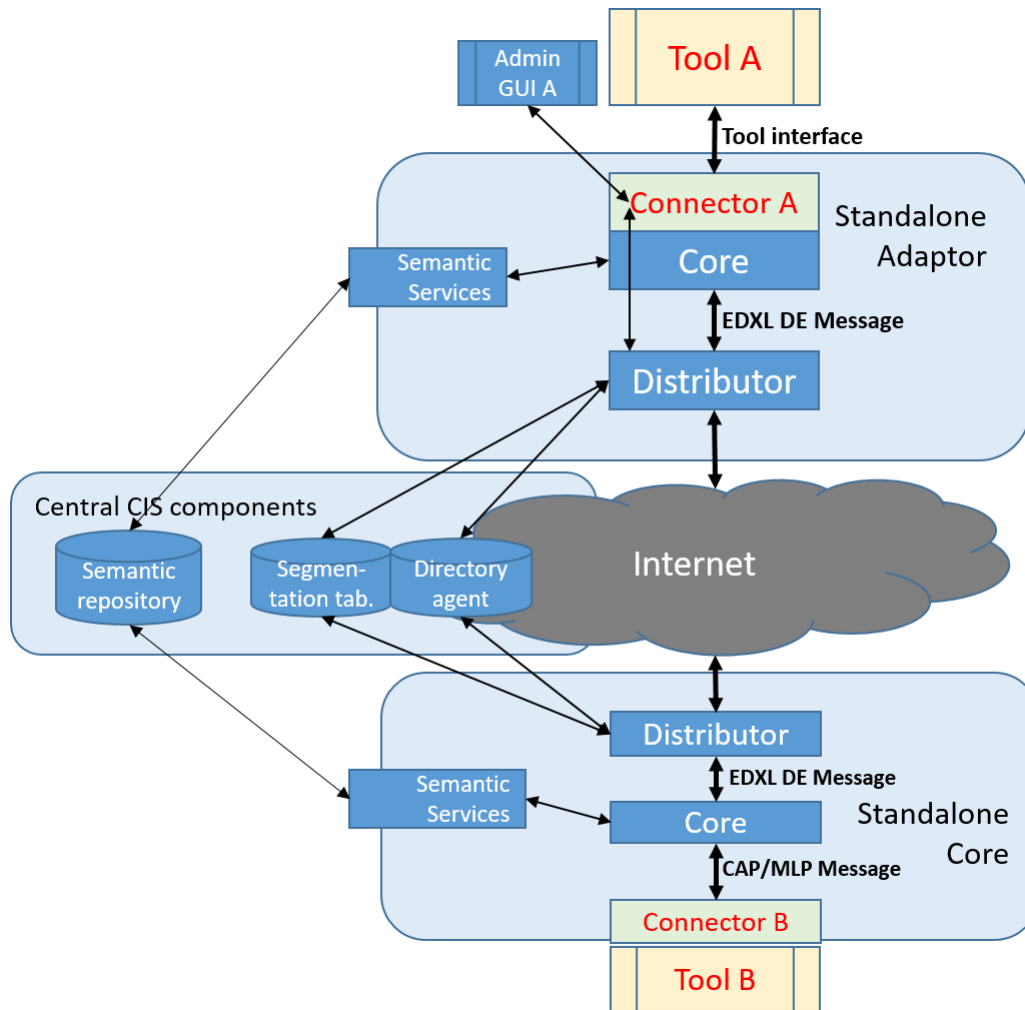 Admin
GUI A
Tool A
Tool interface
Connector A
Standalone
Adaptor
Semantic
Services
Core
EDXL DE Message
Distributor
Central CIS components
Semantic
repository
Segmen-
tation tab.
Directory
agent
Internet
Distributor
EDXL DE Message
Semantic
Services
Core
Standalone
Core
CAP/MLP Message
Connector B
Tool B